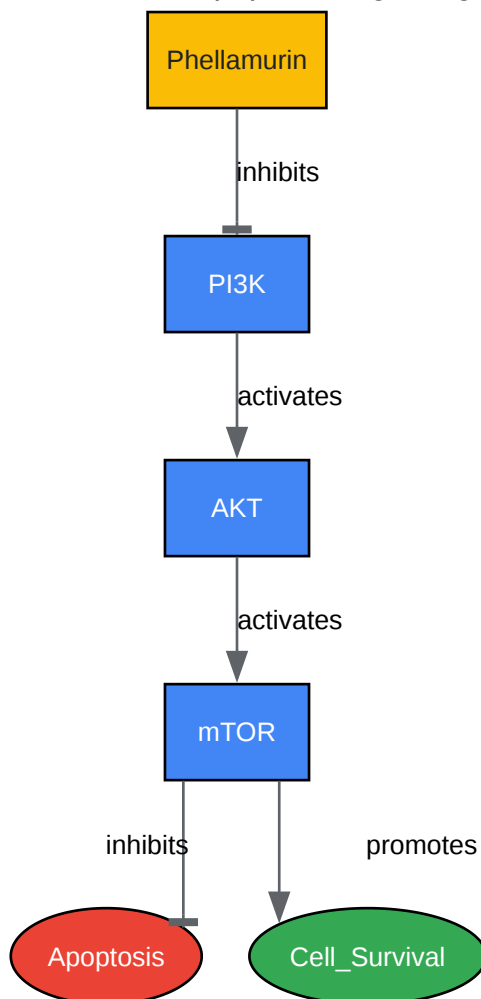 Phellamurin
inhibits
PI3K
activates
AKT
activates
mTOR
inhibits
promotes
Apoptosis
Cell_Survival